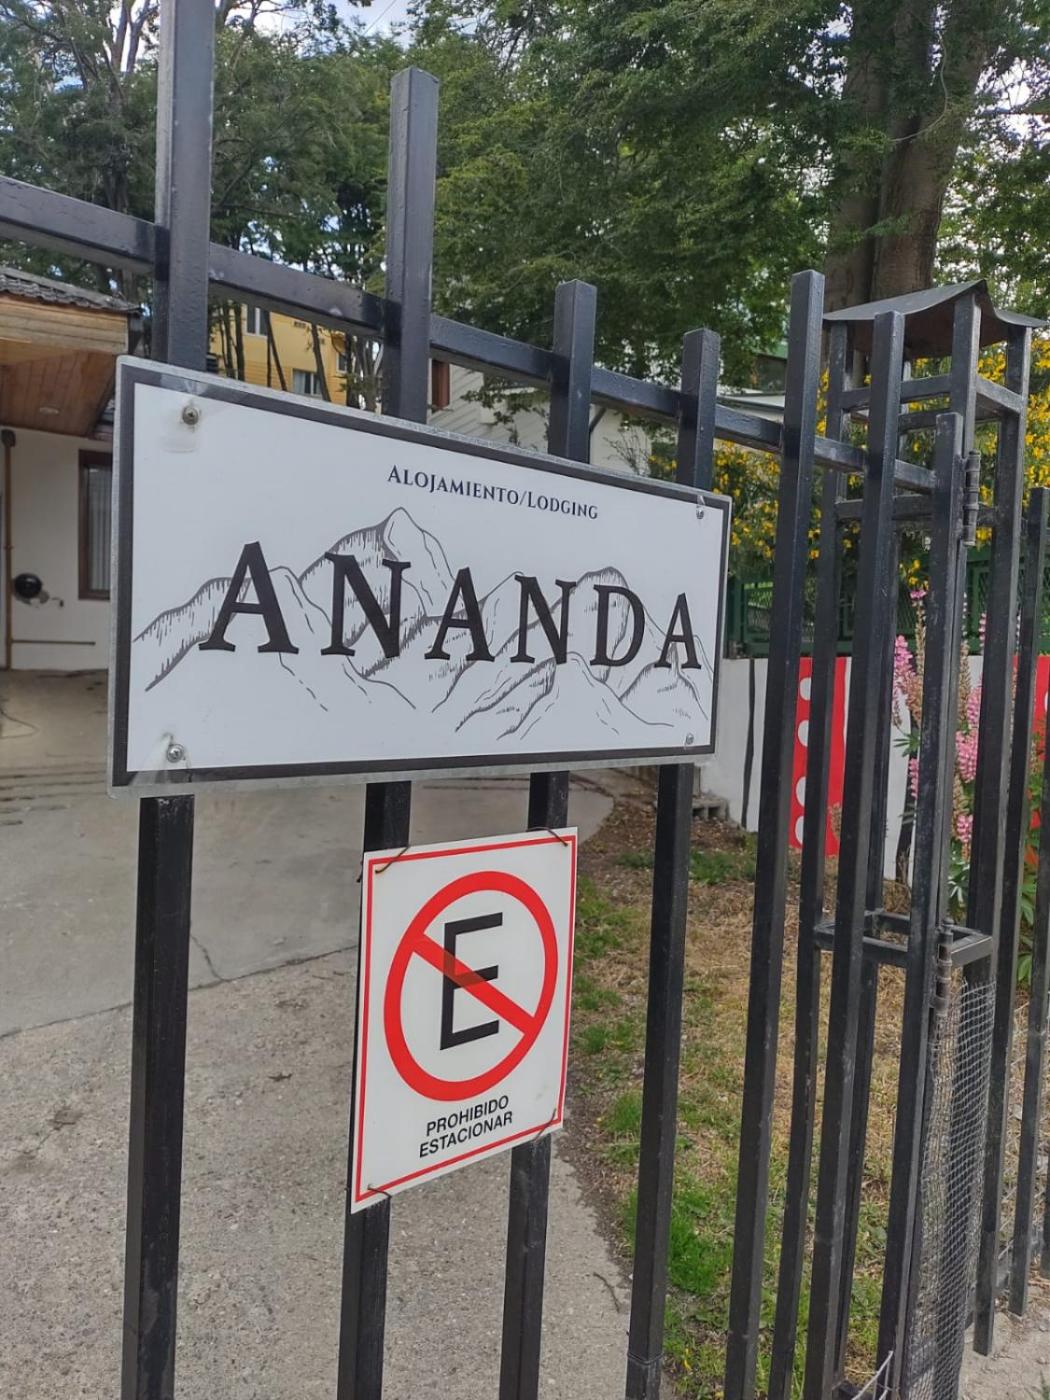 ALOJAMIENTO/LODGING
ANANDA
E
PROHIBIDO
ESTACIONAR